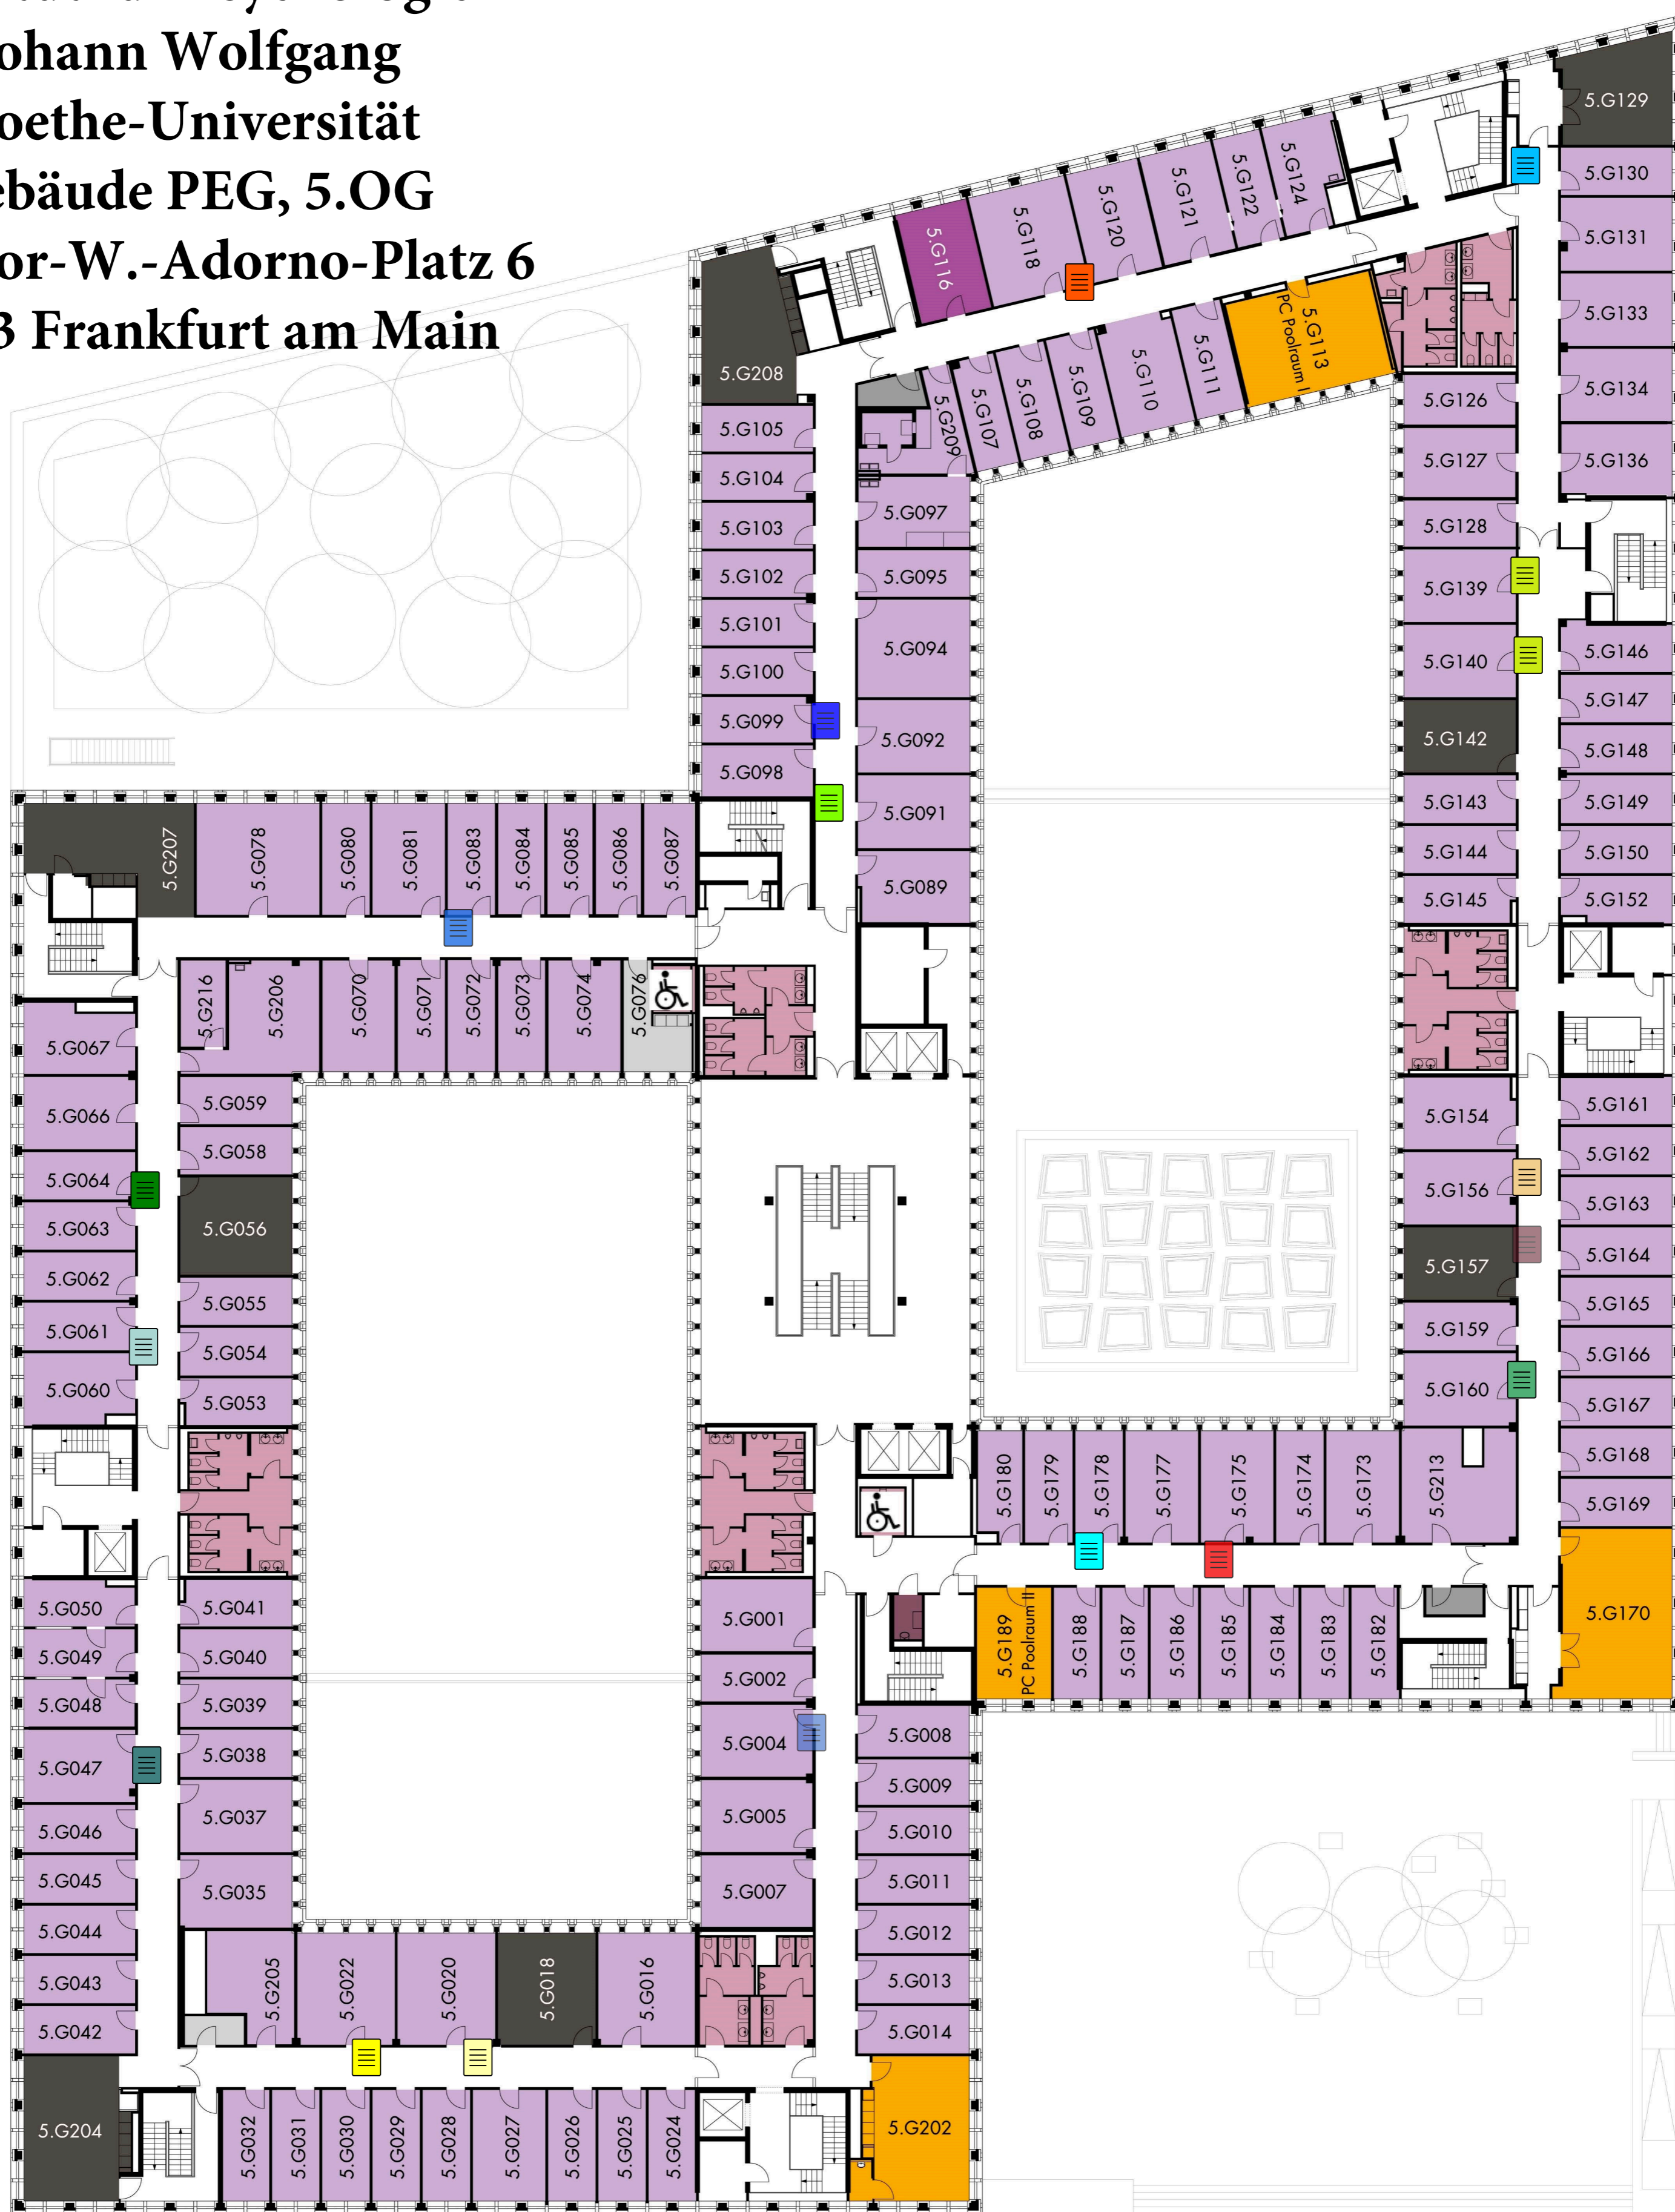 ohann Wolfgang
oethe-Universität
ebäude PEG, 5.OG
or-W.-Adorno-Platz 6
3 Frankfurt am Main
5.G129
5.G130
5.G131
5.G133
5.G134
5.G136
5.G116
5.G118
5.G120
5.G121
5.G122
5.G124
5.G208
5.G209
5.G107
5.G108
5.G109
5.G110
5.G111
5.G113
PC Poolraum I
5.G126
5.G127
5.G128
5.G139
5.G140
5.G142
5.G143
5.G144
5.G145
5.G146
5.G147
5.G148
5.G149
5.G150
5.G152
5.G105
5.G104
5.G103
5.G102
5.G101
5.G100
5.G099
5.G098
5.G097
5.G095
5.G094
5.G092
5.G091
5.G089
5.G207
5.G078
5.G080
5.G081
5.G083
5.G084
5.G085
5.G086
5.G087
5.G216
5.G206
5.G070
5.G071
5.G072
5.G073
5.G074
5.G076
5.G067
5.G066
5.G064
5.G063
5.G062
5.G061
5.G060
5.G059
5.G058
5.G056
5.G055
5.G054
5.G053
5.G154
5.G156
5.G157
5.G159
5.G160
5.G161
5.G162
5.G163
5.G164
5.G165
5.G166
5.G167
5.G168
5.G169
5.G170
5.G180
5.G179
5.G178
5.G177
5.G175
5.G174
5.G173
5.G213
5.G189
PC Poolraum II
5.G188
5.G187
5.G186
5.G185
5.G184
5.G183
5.G182
5.G050
5.G049
5.G048
5.G047
5.G046
5.G045
5.G044
5.G043
5.G042
5.G041
5.G040
5.G039
5.G038
5.G037
5.G035
5.G001
5.G002
5.G004
5.G005
5.G007
5.G008
5.G009
5.G010
5.G011
5.G012
5.G013
5.G014
5.G205
5.G022
5.G020
5.G018
5.G016
5.G204
5.G032
5.G031
5.G030
5.G029
5.G028
5.G027
5.G026
5.G025
5.G024
5.G202